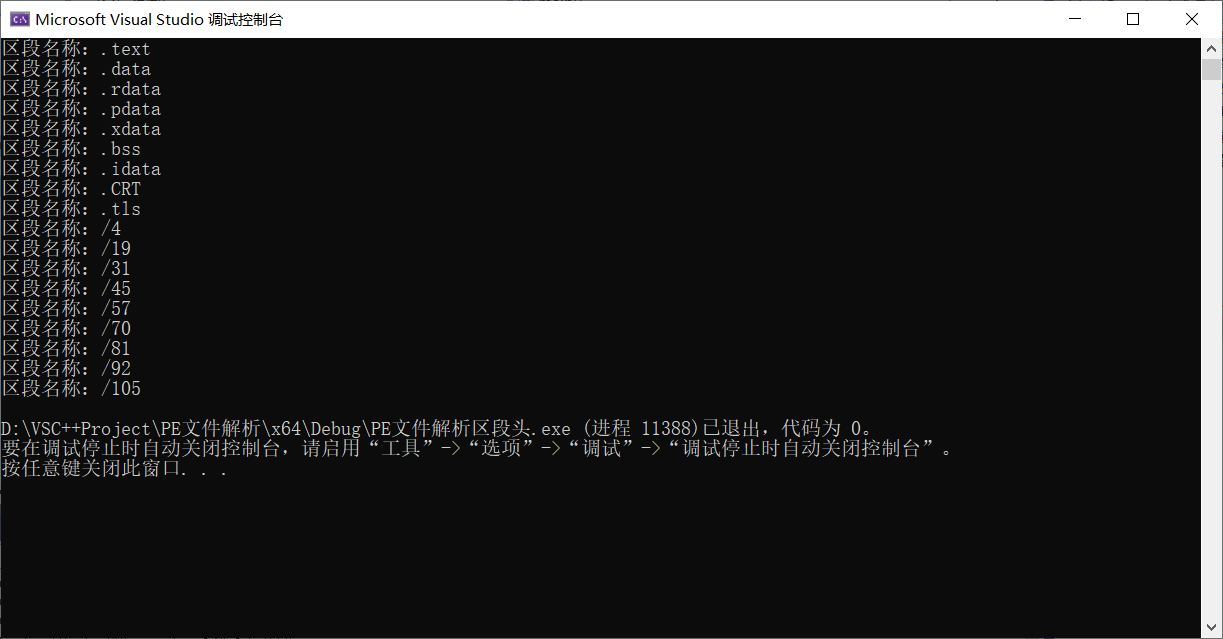 Microsoft Visual Studio 调试控制台
区段名称：.text
区段名称：.data
区段名称：.rdata
区段名称：.pdata
区段名称：.xdata
区段名称：.bss
区段名称：.idata
区段名称：.CRT
区段名称：.tls
区段名称：/4
区段名称：/19
区段名称：/31
区段名称：/45
区段名称：/57
区段名称：/70
区段名称：/81
区段名称：/92
区段名称：/105
D:\VSC++Project\PE文件解析\x64\Debug\PE文件解析区段头.exe (进程 11388)已退出，代码为 0。
要在调试停止时自动关闭控制台，请启用“工具”->“选项”->“调试”->“调试停止时自动关闭控制台”。
按任意键关闭此窗口. . .